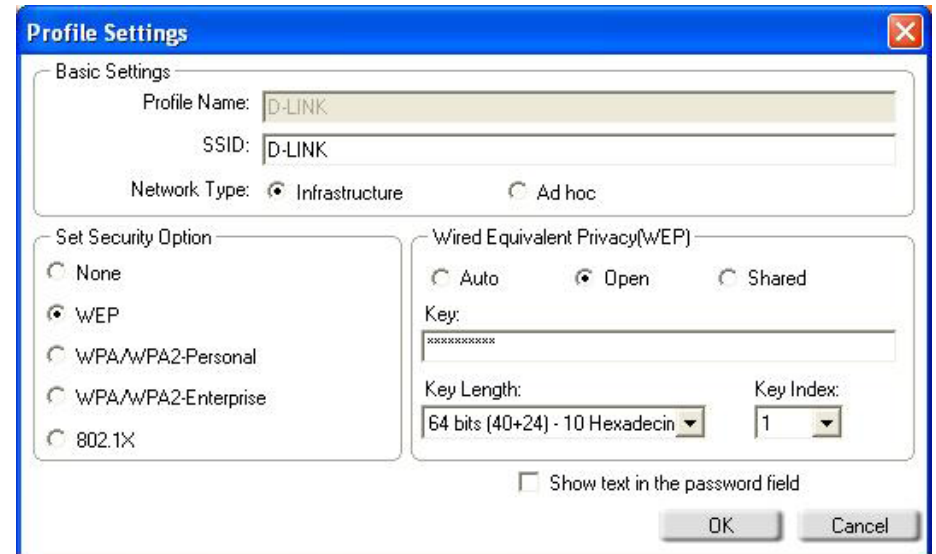 Profile Settings
Basic Settings
Profile Name: D-LINK
SSID: D-LINK
Network Type: Infrastructure Ad hoc
Set Security Option
None
WEP
WPA/WPA2-Personal
WPA/WPA2-Enterprise
802.1X
Wired Equivalent Privacy(WEP)
Auto Open Shared
Key:
**********
Key Length: Key Index:
64 bits (40+24) - 10 Hexadecin 1
Show text in the password field
OK Cancel